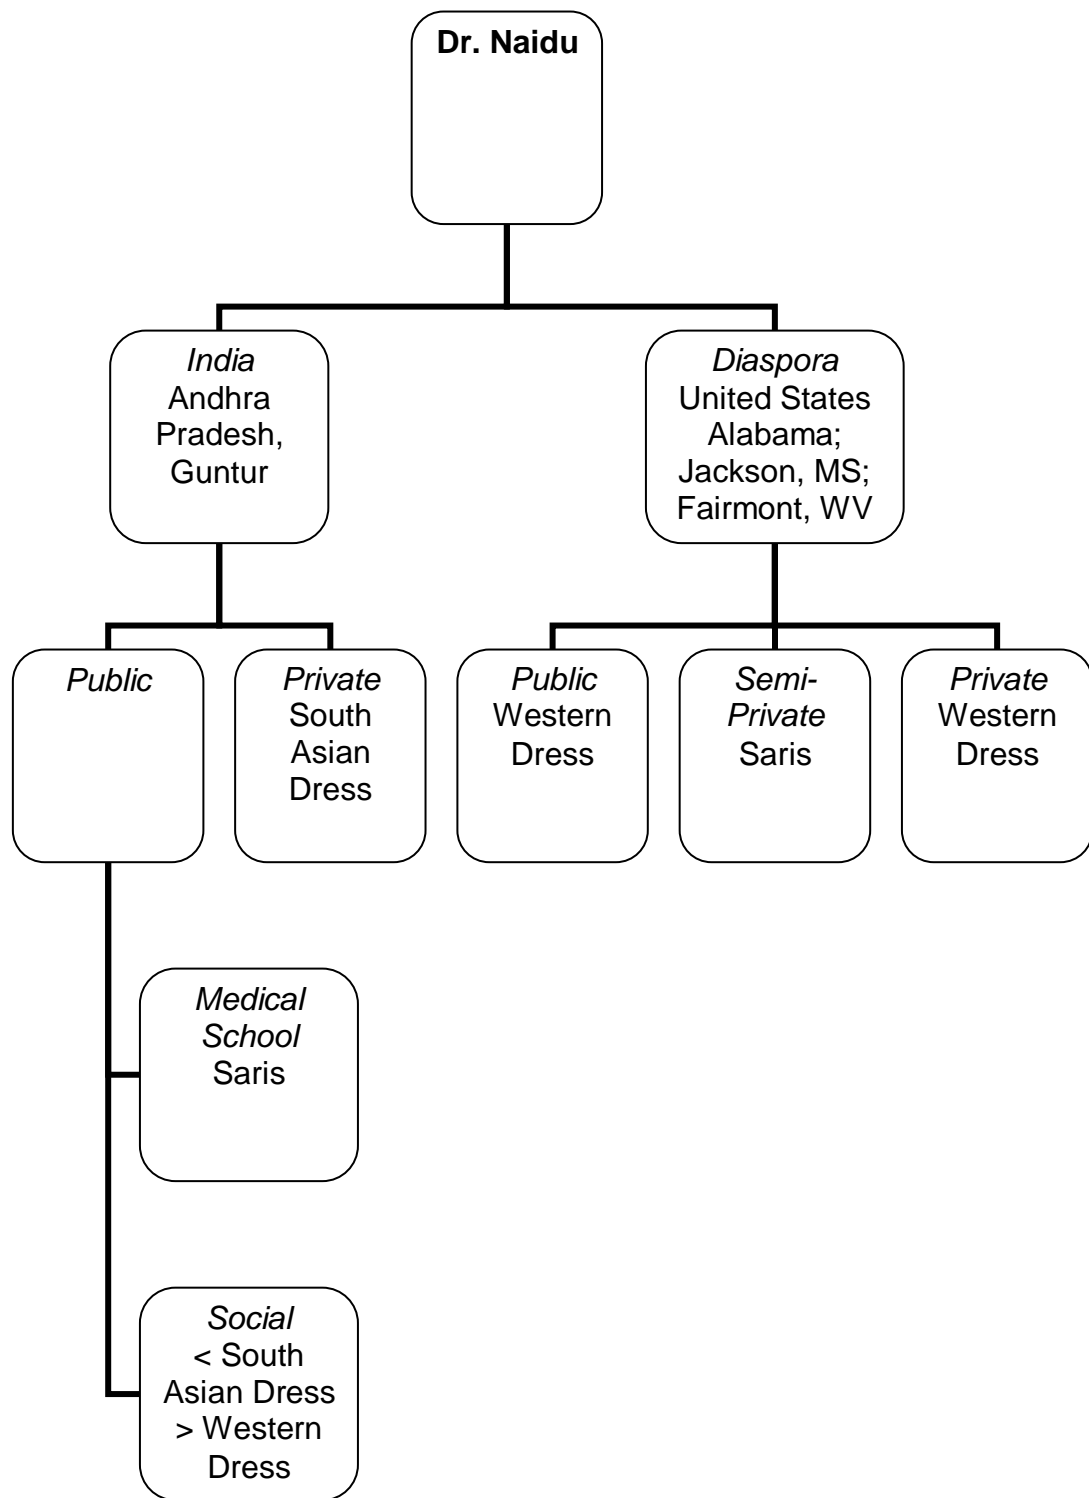 Dr. Naidu
India
Andhra
Pradesh,
Guntur
Diaspora
United States
Alabama;
Jackson, MS;
Fairmont, WV
Public
Private
South
Asian
Dress
Public
Western
Dress
Semi-
Private
Saris
Private
Western
Dress
Medical
School
Saris
Social
< South
Asian Dress
> Western
Dress